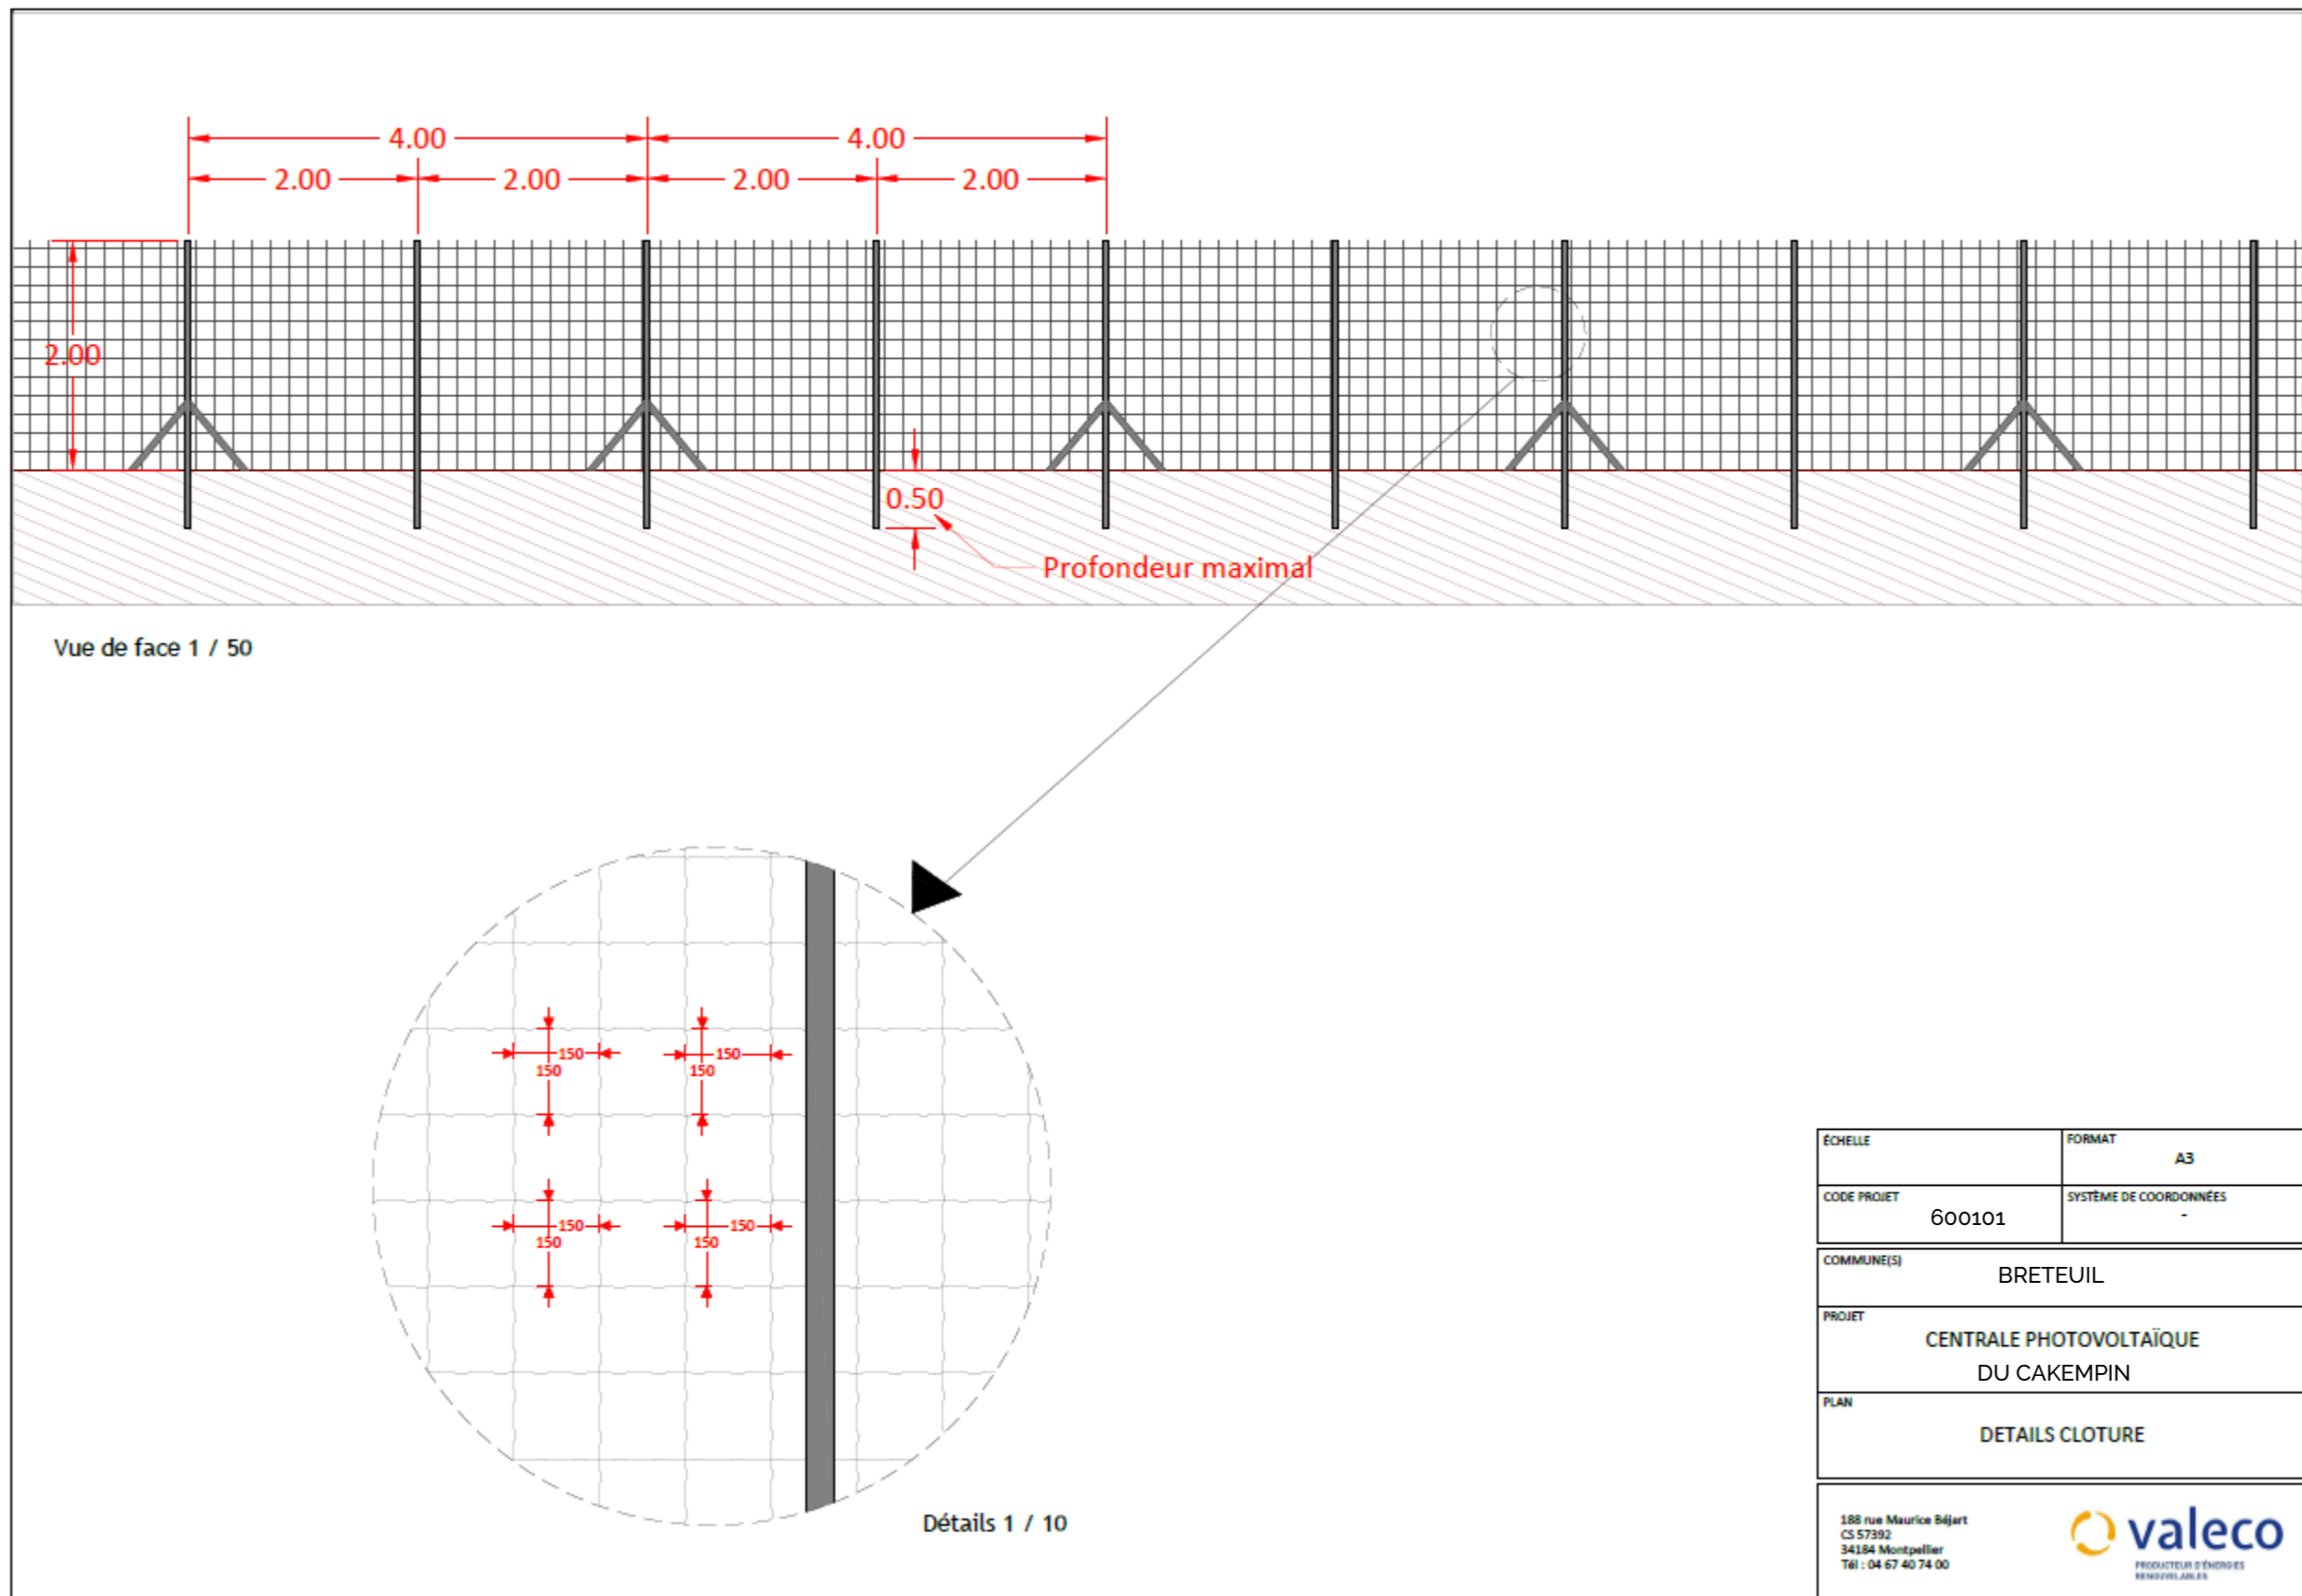 4.00
4.00
2.00
2.00
2.00
2.00
2.00
0.50
Profondeur maximal
Vue de face 1 / 50
150
150
150
150
150
150
150
150
Détails 1 / 10
ÉCHELLE
FORMAT
A3
CODE PROJET
600101
SYSTÈME DE COORDONNÉES
-
COMMUNE(S)
BRETEUIL
PROJET
CENTRALE PHOTOVOLTAÏQUE
DU CAKEMPIN
PLAN
DETAILS CLOTURE
188 rue Maurice Béjart
CS 57392
34184 Montpellier
Tél : 04 67 40 74 00
valeco
PRODUCTEUR D'ÉNERGIES
RENOUVELABLES